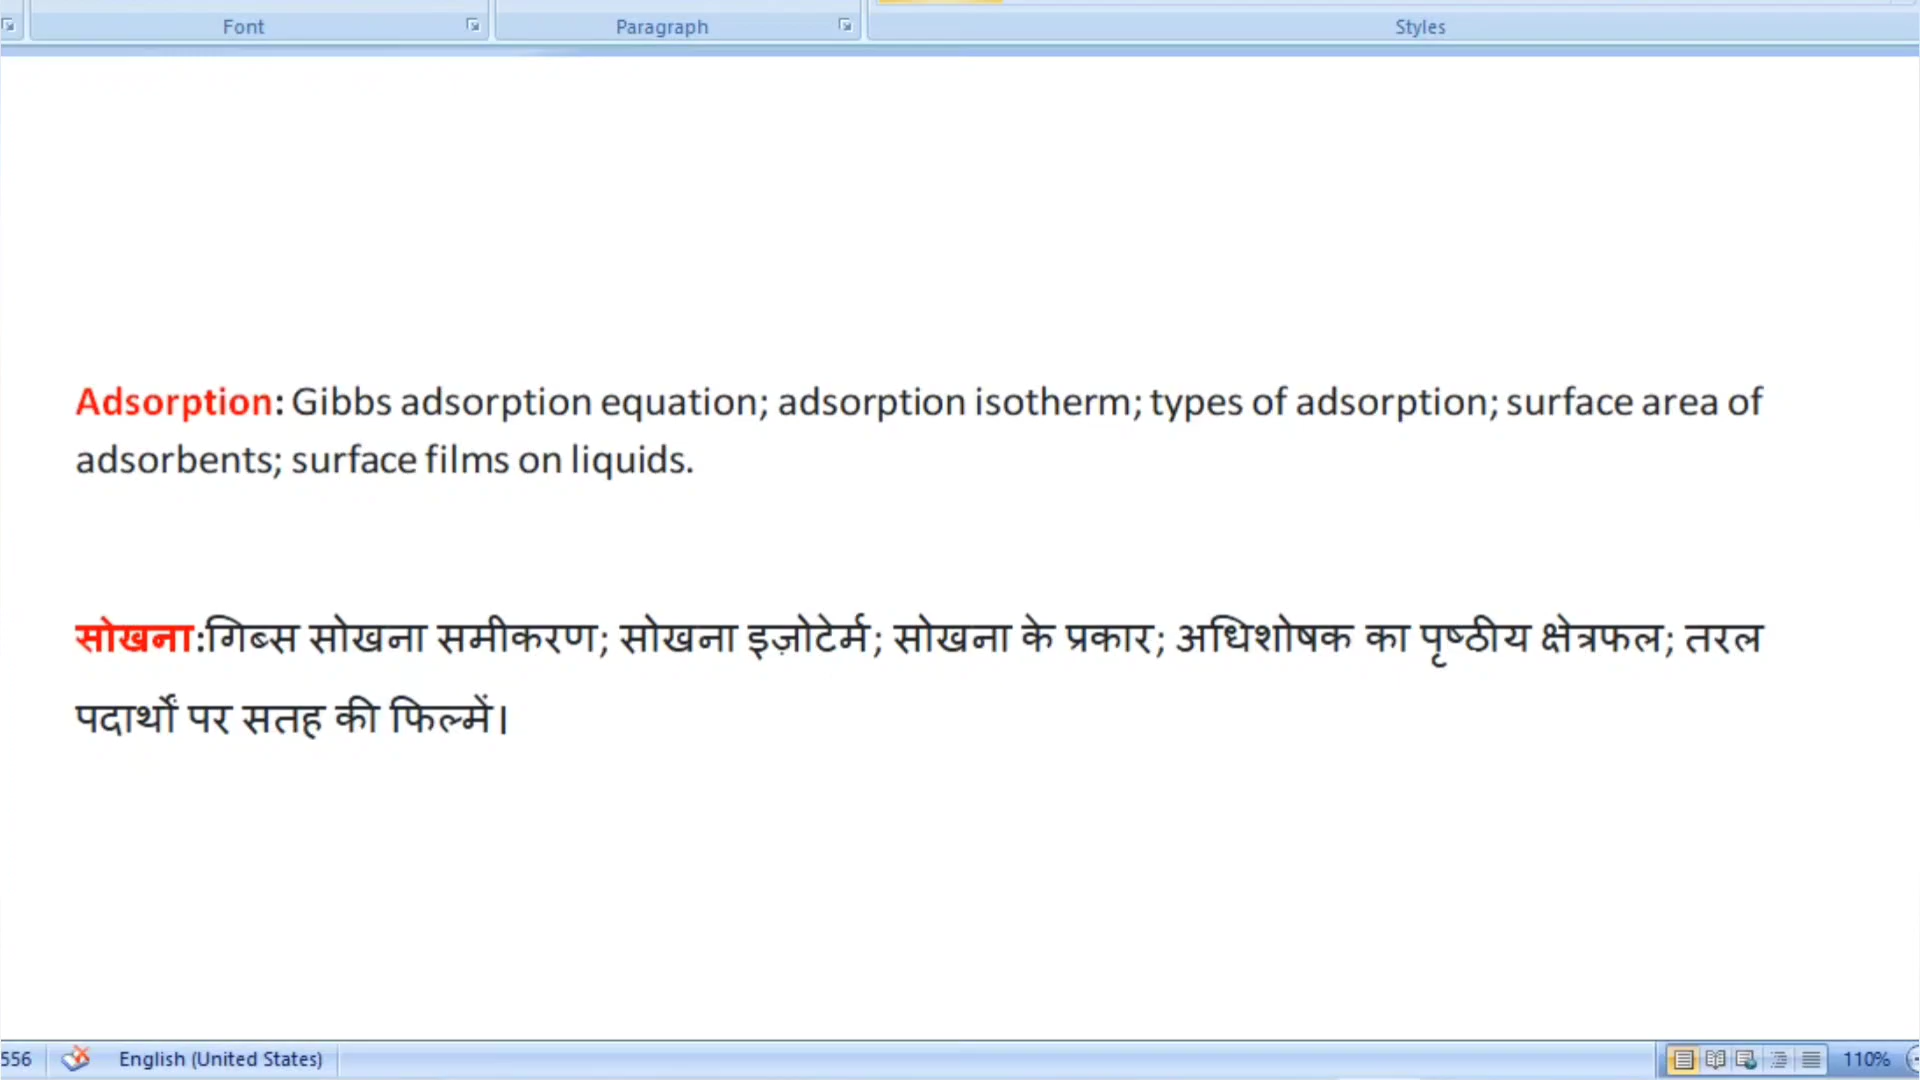 Font Paragraph Styles
Adsorption: Gibbs adsorption equation; adsorption isotherm; types of adsorption; surface area of
adsorbents; surface films on liquids.
सोखना:गिब्स सोखना समीकरण; सोखना इज़ोटेर्म; सोखना के प्रकार; अधिशोषक का पृष्ठीय क्षेत्रफल; तरल
पदार्थों पर सतह की फिल्में।
556 English (United States) 110%